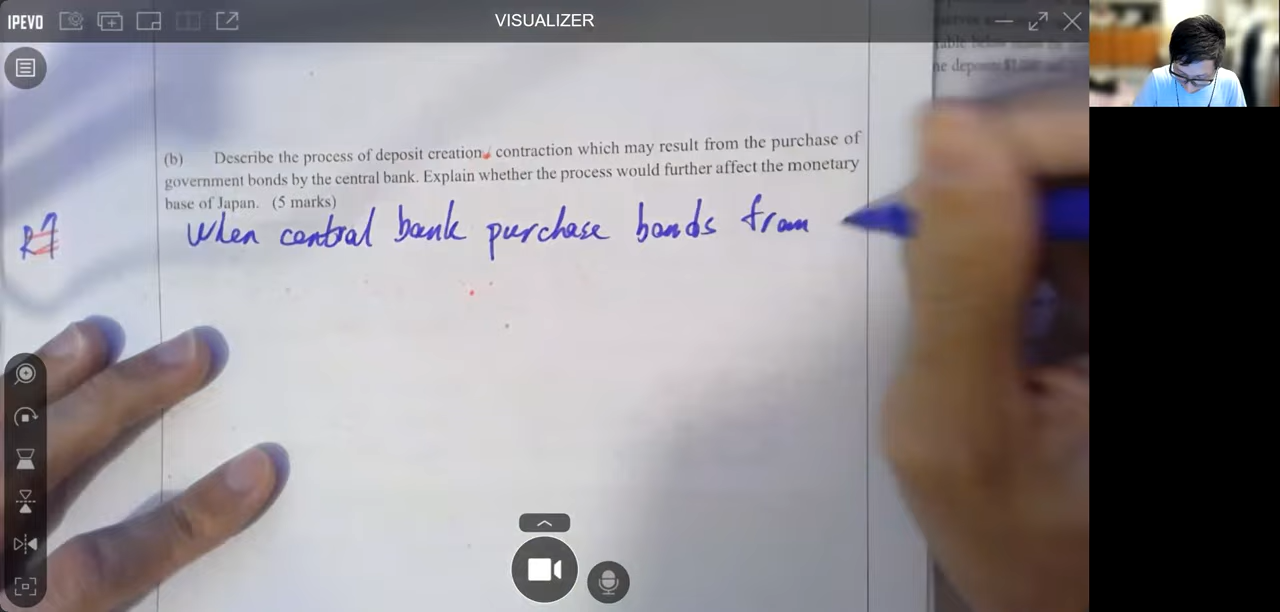 IPEVO
VISUALIZER
(b) Describe the process of deposit creation, contraction which may result from the purchase of
government bonds by the central bank. Explain whether the process would further affect the monetary
base of Japan. (5 marks)
When central bank purchase bonds from